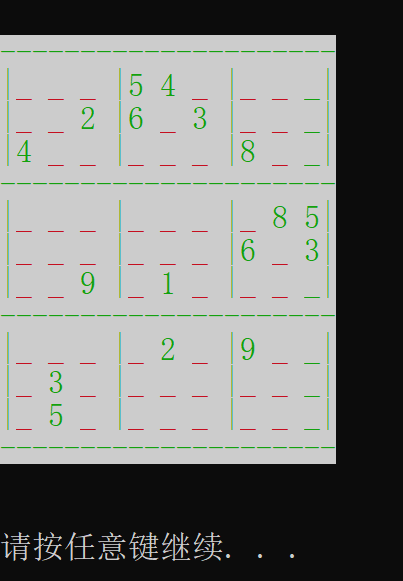 ---------------------
|_ _ _ |5 4 _ |_ _ _|
|_ _ 2 |6 _ 3 |_ _ _|
|4 _ _ |_ _ _ |8 _ _|
---------------------
|_ _ _ |_ _ _ |_ 8 5|
|_ _ _ |_ _ _ |6 _ 3|
|_ _ 9 |_ 1 _ |_ _ _|
---------------------
|_ _ _ |_ 2 _ |9 _ _|
|_ 3 _ |_ _ _ |_ _ _|
|_ 5 _ |_ _ _ |_ _ _|
---------------------
请按任意键继续. . .